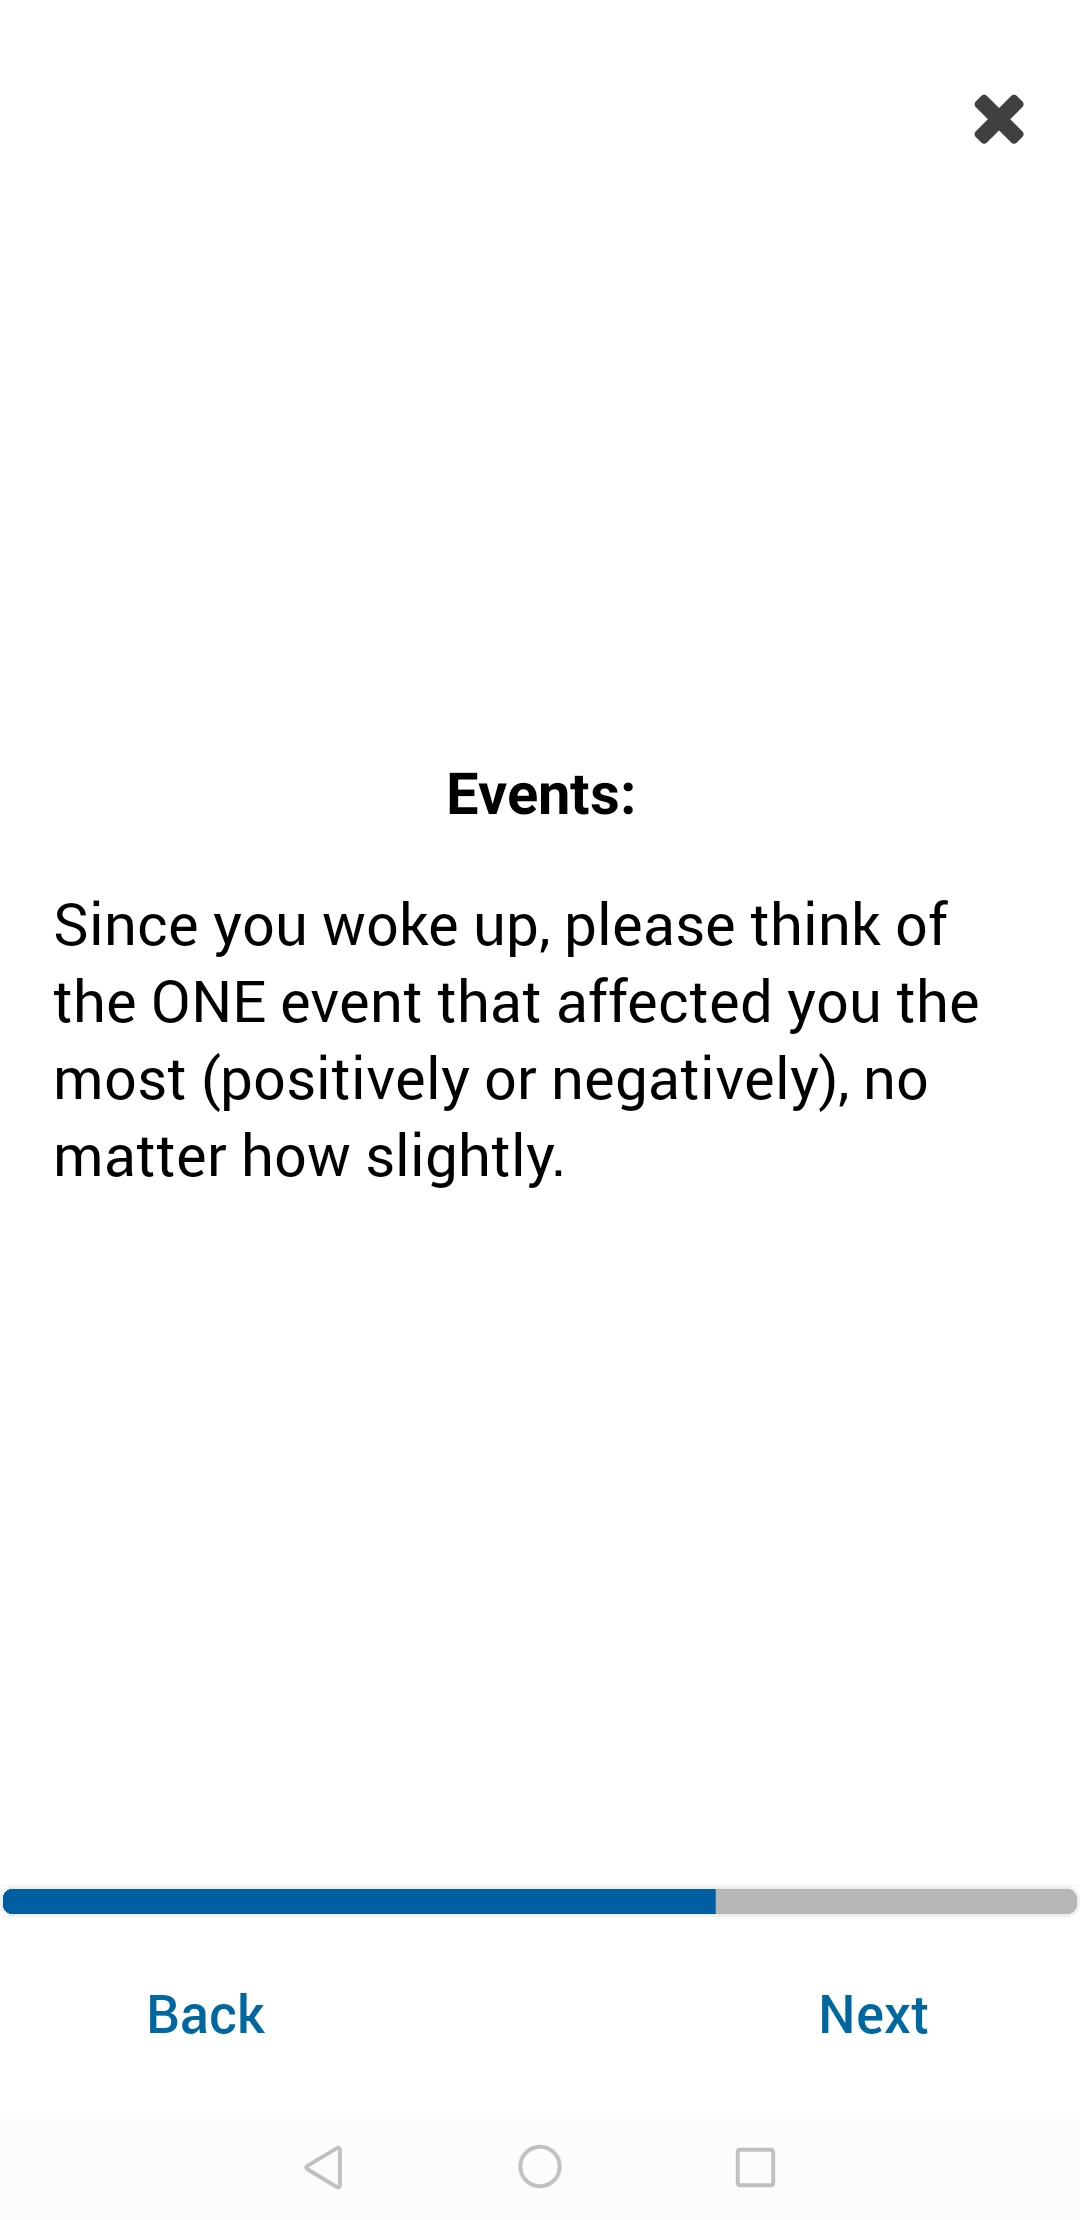 Events:
Since you woke up, please think of
the ONE event that affected you the
most (positively or negatively), no
matter how slightly.
Back
Next